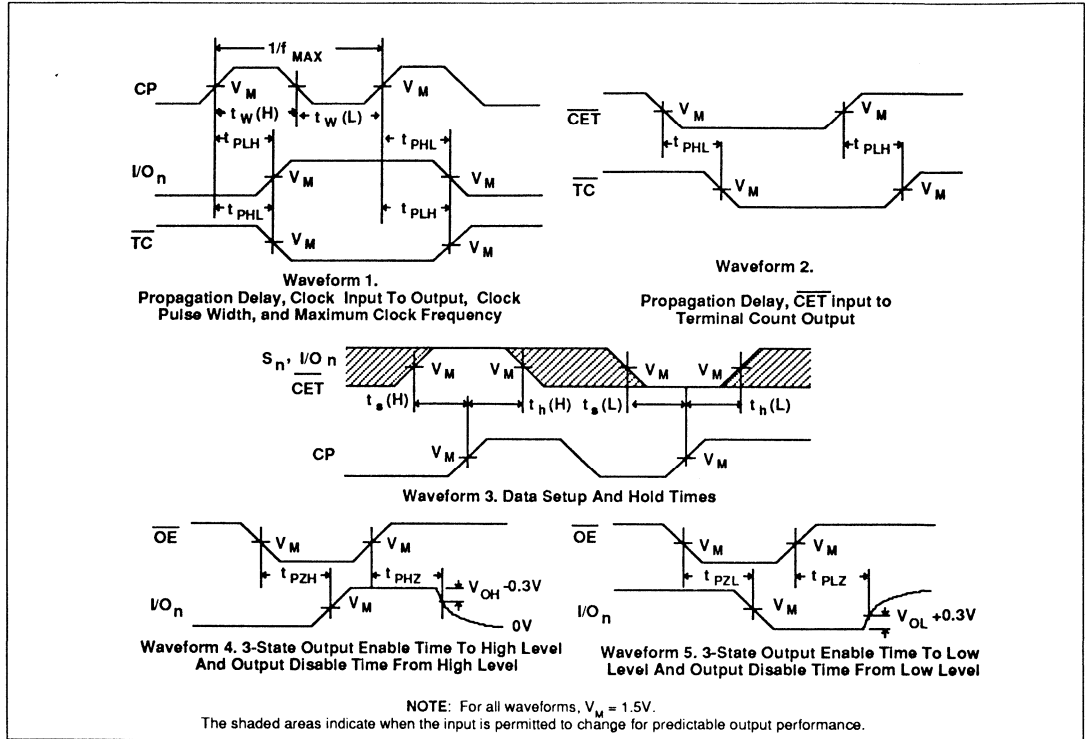 1/f MAX
CP
V M V M
t W (H) t W (L)
t PLH t PHL
I/O n
V M V M
t PHL t PLH
TC
V M V M
Waveform 1.
Propagation Delay, Clock Input To Output, Clock
Pulse Width, and Maximum Clock Frequency
CET
V M V M
t PHL t PLH
TC
V M V M
Waveform 2.
Propagation Delay, CET input to
Terminal Count Output
S n , I/O n
CET
V M V M V M V M
t s (H) t h (H) t s (L) t h (L)
CP
V M V M
Waveform 3. Data Setup And Hold Times
OE
V M V M
t PZH t PHZ
V OH -0.3V
I/O n
V M
0V
Waveform 4. 3-State Output Enable Time To High Level
And Output Disable Time From High Level
OE
V M V M
t PZL t PLZ
I/O n
V M
V OL +0.3V
Waveform 5. 3-State Output Enable Time To Low
Level And Output Disable Time From Low Level
NOTE: For all waveforms, V M = 1.5V.
The shaded areas indicate when the input is permitted to change for predictable output performance.